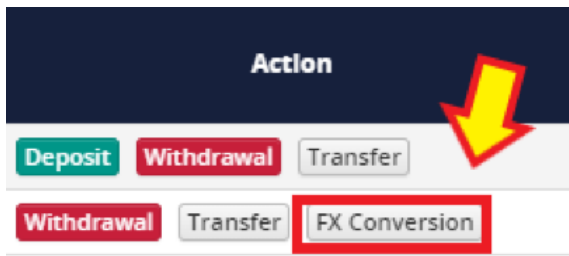 Action
Deposit Withdrawal Transfer
Withdrawal Transfer FX Conversion